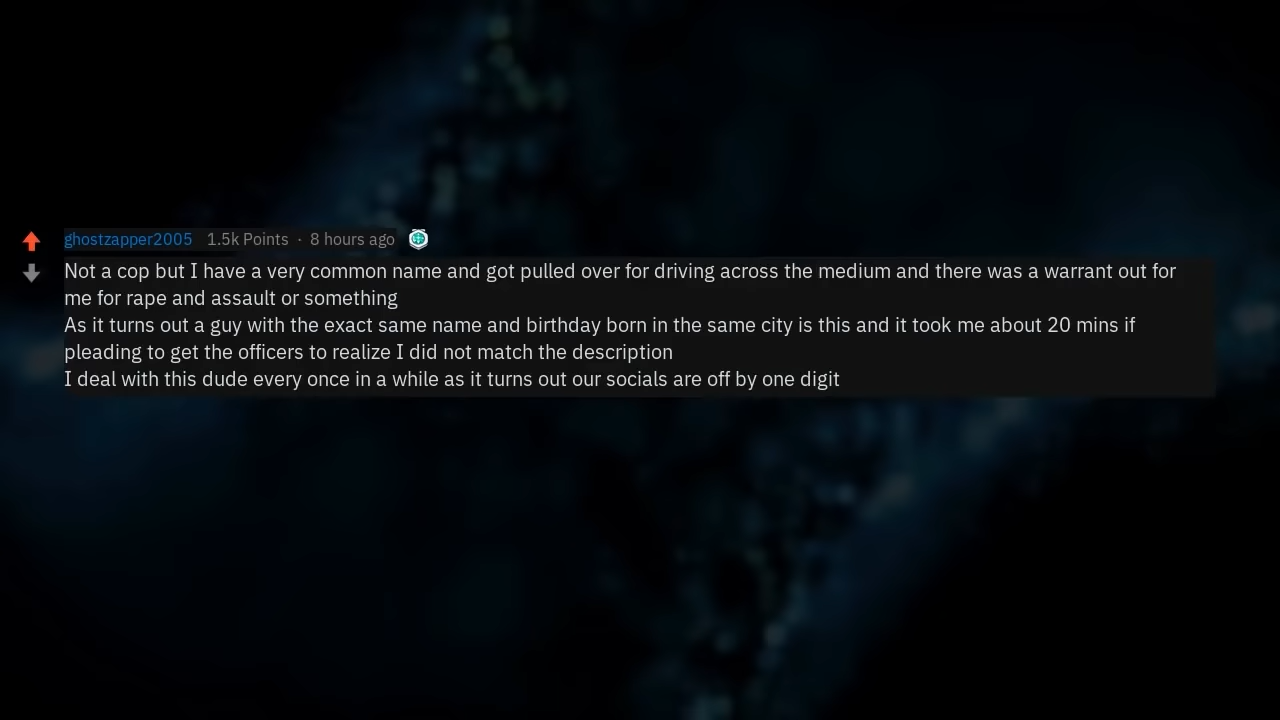 ghostzapper2005 1.5k Points · 8 hours ago
Not a cop but I have a very common name and got pulled over for driving across the medium and there was a warrant out for
me for rape and assault or something
As it turns out a guy with the exact same name and birthday born in the same city is this and it took me about 20 mins if
pleading to get the officers to realize I did not match the description
I deal with this dude every once in a while as it turns out our socials are off by one digit